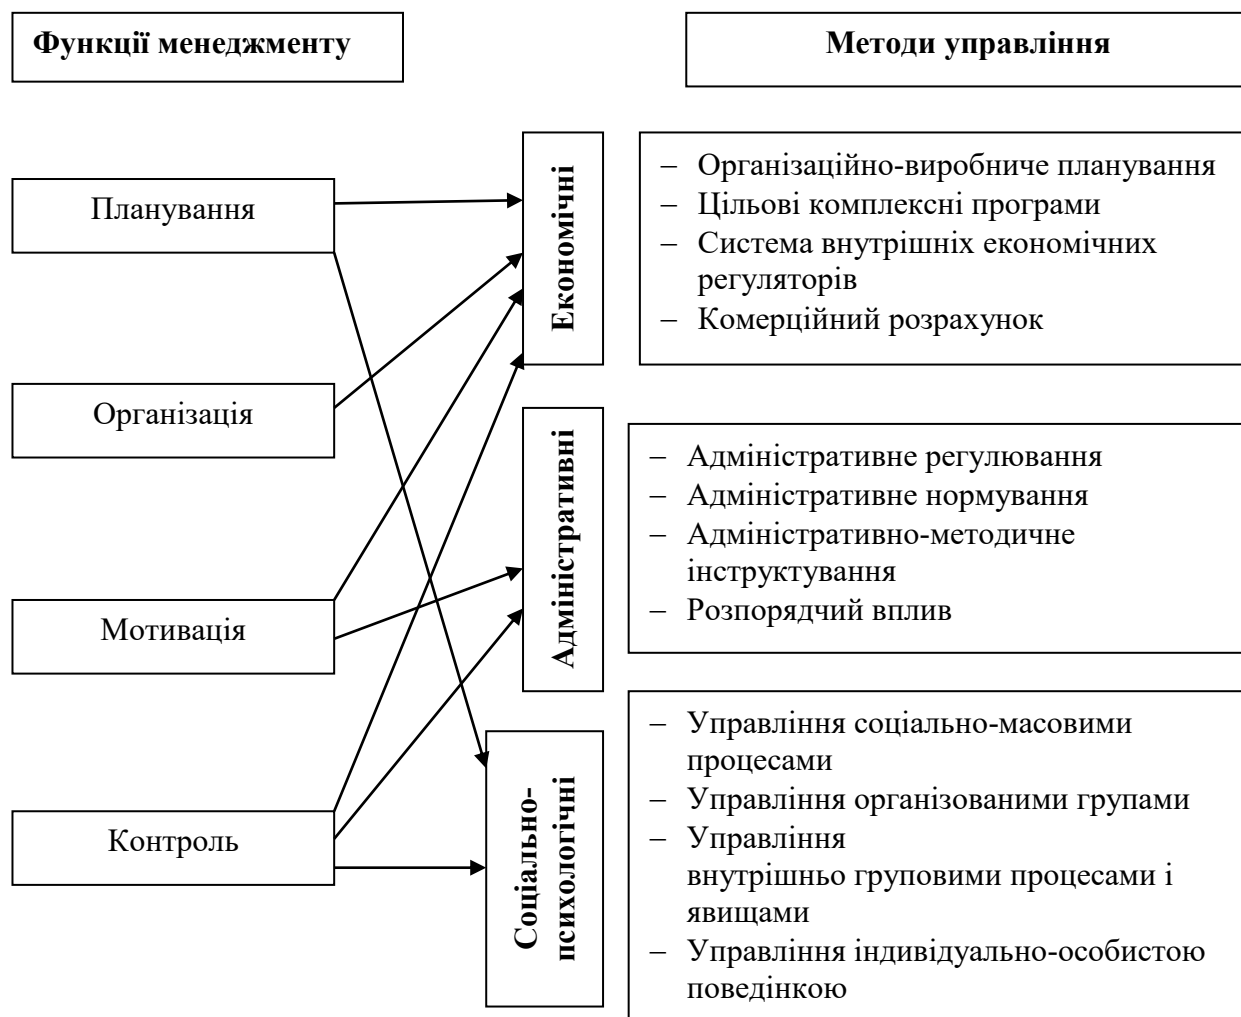 Функції менеджменту
Методи управління
Планування
Організація
Мотивація
Контроль
Економічні
Адміністративні
Соціально-
психологічні
– Організаційно-виробниче планування
– Цільові комплексні програми
– Система внутрішніх економічних
регуляторів
– Комерційний розрахунок
– Адміністративне регулювання
– Адміністративне нормування
– Адміністративно-методичне
інструктування
– Розпорядчий вплив
– Управління соціально-масовими
процесами
– Управління організованими групами
– Управління
внутрішньо груповими процесами і
явищами
– Управління індивідуально-особистою
поведінкою